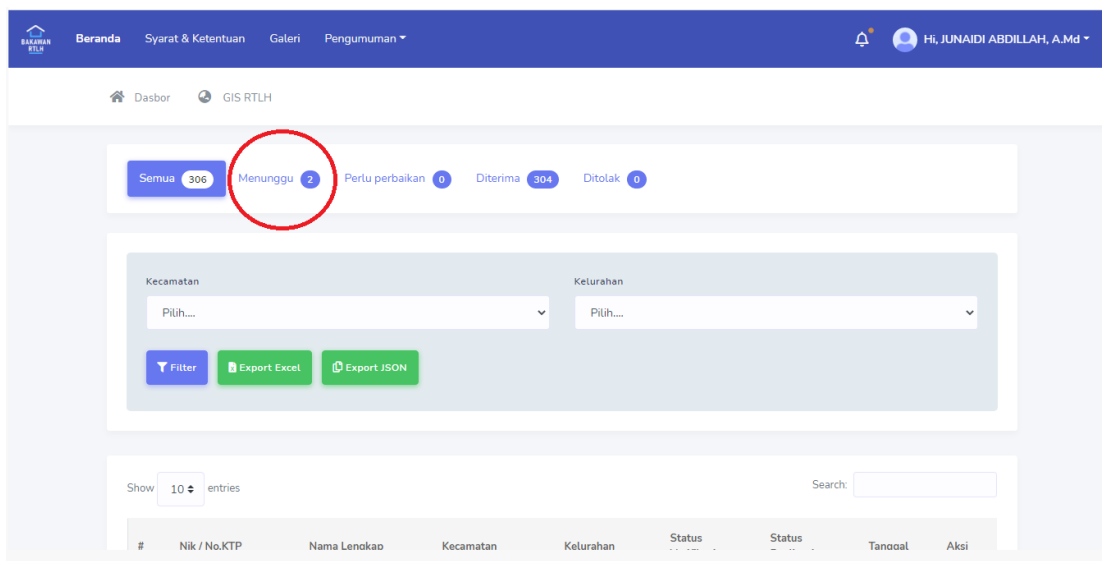 BAKAWAN
RTLH
Beranda Syarat & Ketentuan Galeri Pengumuman Hi, JUNAIDI ABDILLAH, A.Md
Dasbor GIS RTLH
Semua 306 Menunggu 2 Perlu perbaikan 0 Diterima 304 Ditolak 0
Kecamatan Kelurahan
Pilih.... Pilih....
Filter Export Excel Export JSON
Show 10 entries Search:
# Nik / No.KTP Nama Lengkap Kecamatan Kelurahan Status Status Tanggal Aksi